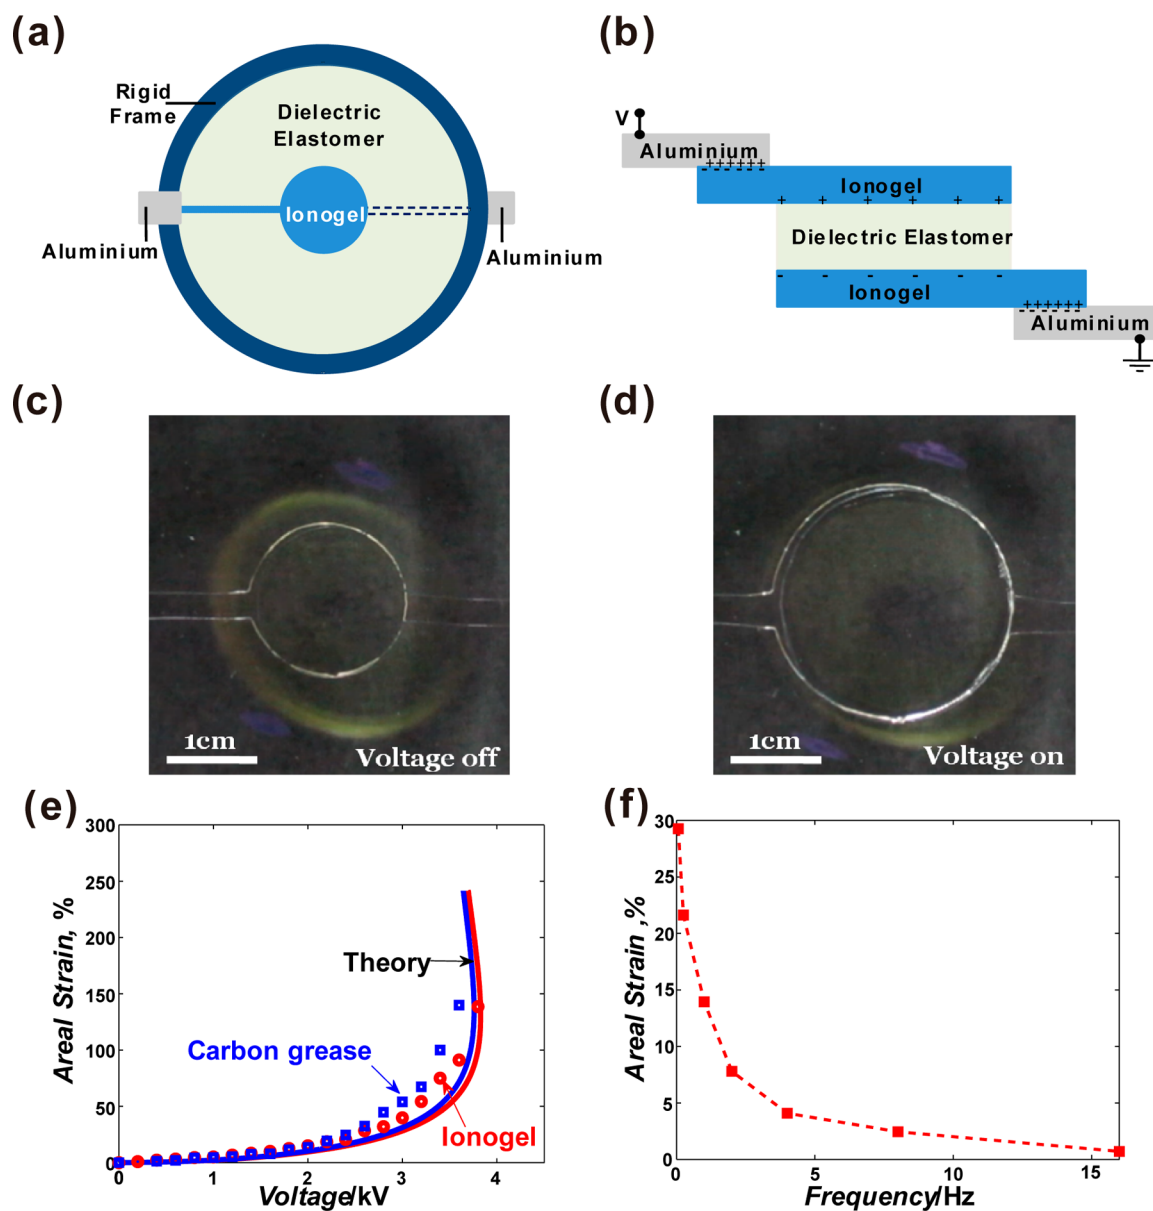 (a)
Rigid
Frame
Dielectric
Elastomer
Ionogel
Aluminium
Aluminium
(b)
V
Aluminium
++++++
------
Ionogel
+ + + + + +
Dielectric Elastomer
- - - - - -
Ionogel
++++++
------
Aluminium
(c)
1cm
Voltage off
(d)
1cm
Voltage on
(e)
300
250
200
150
100
50
0
Areal Strain, %
Theory
Carbon grease
Ionogel
0 1 2 3 4
Voltage/kV
(f)
30
25
20
15
10
5
0
Areal Strain ,%
0 5 10 15
Frequency/Hz